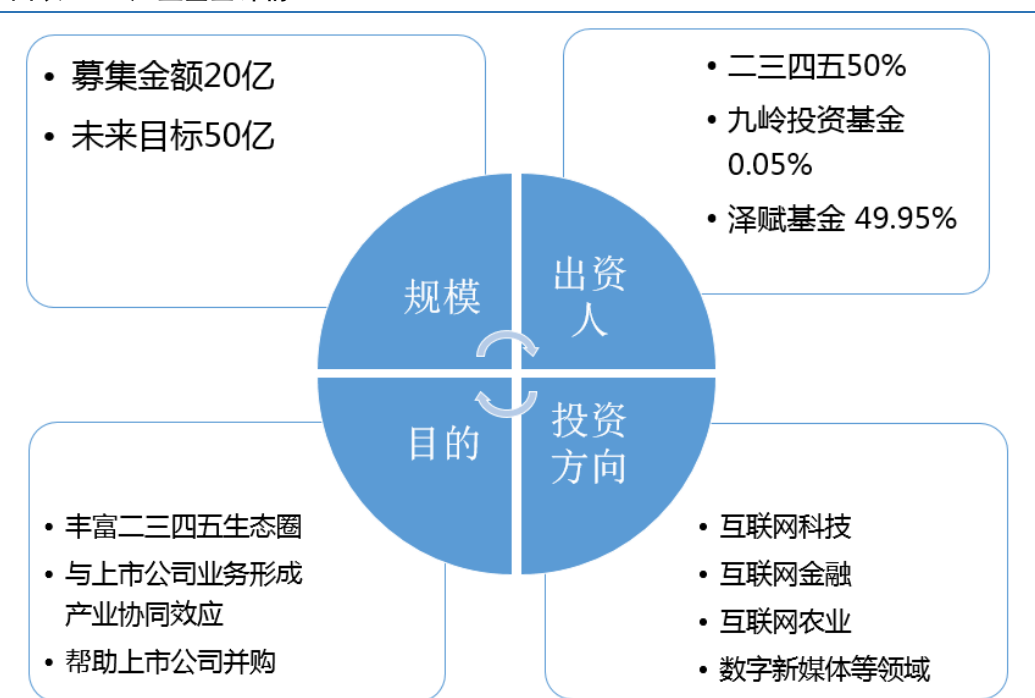 • 募集金额20亿
• 未来目标50亿
• 二三四五50%
• 九岭投资基金
0.05%
• 泽赋基金 49.95%
规模
出资
人
目的
投资
方向
• 丰富二三四五生态圈
• 与上市公司业务形成
产业协同效应
• 帮助上市公司并购
• 互联网科技
• 互联网金融
• 互联网农业
• 数字新媒体等领域